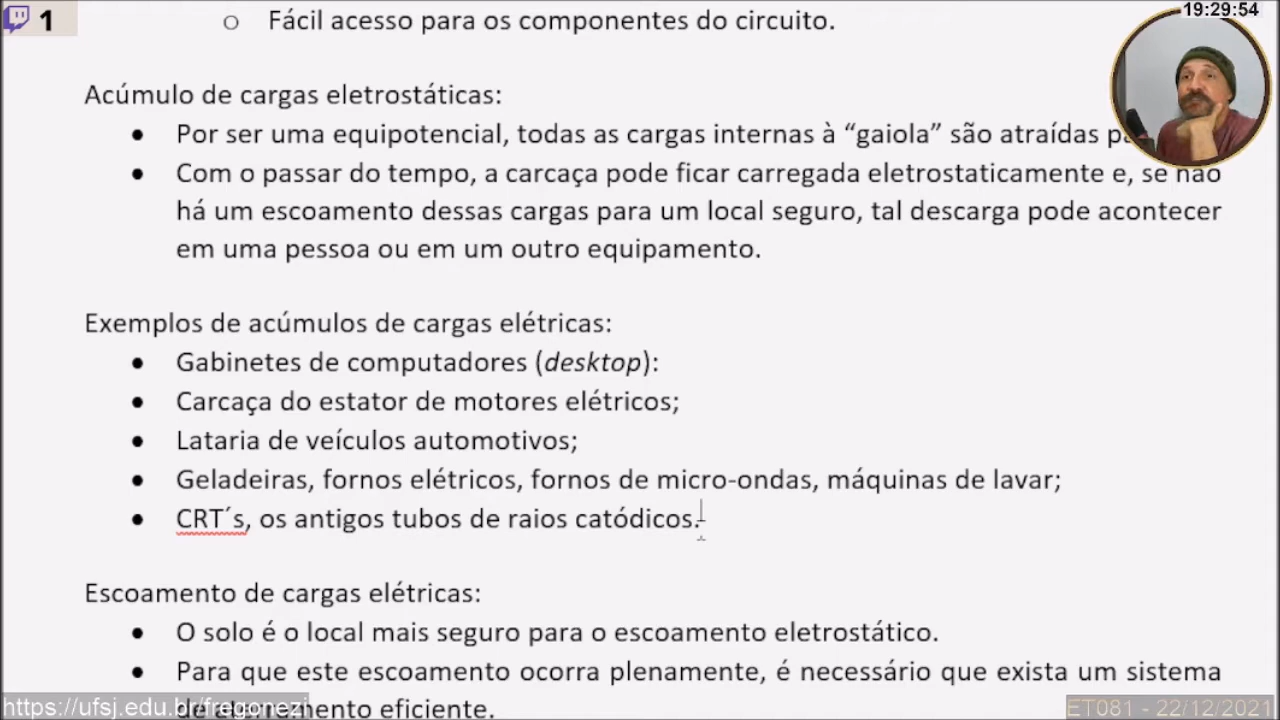 1
19:29:54
o Fácil acesso para os componentes do circuito.
Acúmulo de cargas eletrostáticas:
• Por ser uma equipotencial, todas as cargas internas à “gaiola” são atraídas
• Com o passar do tempo, a carcaça pode ficar carregada eletrostaticamente e, se não
há um escoamento dessas cargas para um local seguro, tal descarga pode acontecer
em uma pessoa ou em um outro equipamento.
Exemplos de acúmulos de cargas elétricas:
• Gabinetes de computadores (desktop):
• Carcaça do estator de motores elétricos;
• Lataria de veículos automotivos;
• Geladeiras, fornos elétricos, fornos de micro-ondas, máquinas de lavar;
• CRT´s, os antigos tubos de raios catódicos.
Escoamento de cargas elétricas:
• O solo é o local mais seguro para o escoamento eletrostático.
• Para que este escoamento ocorra plenamente, é necessário que exista um sistema
de aterramento eficiente.
https://ufsj.edu.br/fregonezi
ET081 - 22/12/2021